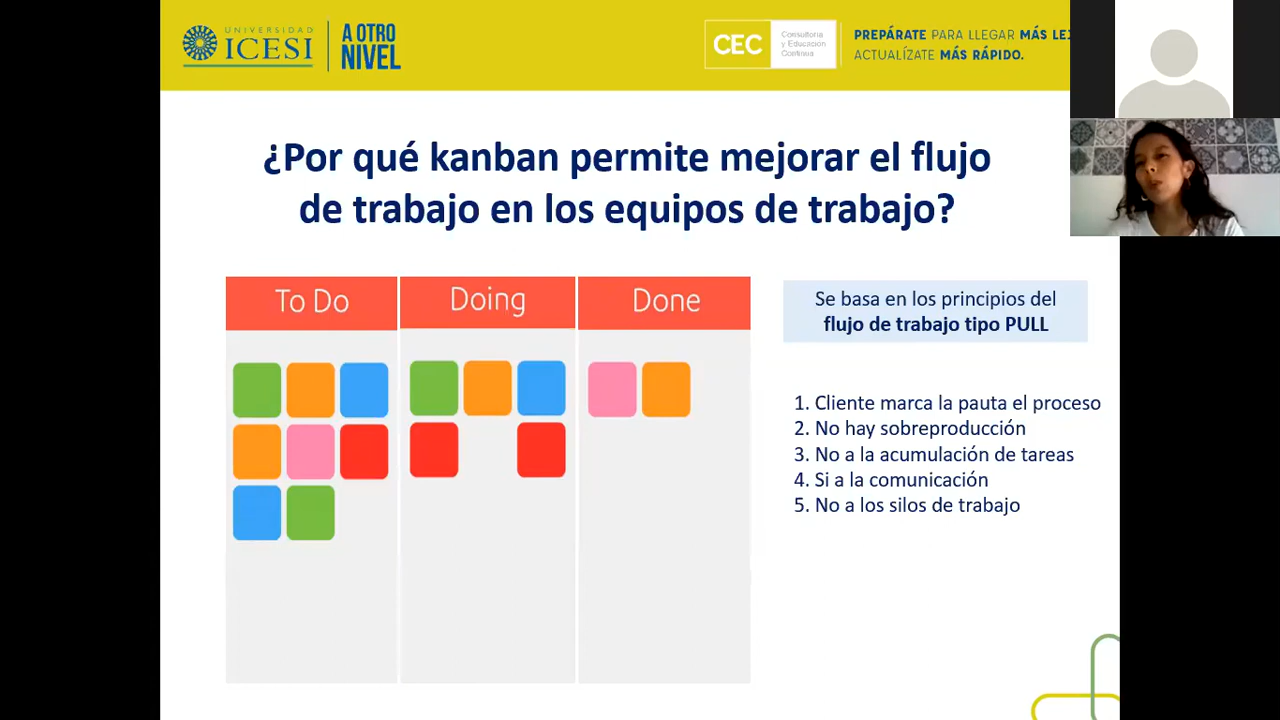 UNIVERSIDAD
ICESI
A OTRO
NIVEL
CEC
Consultoría
y Educación
Continua
PREPÁRATE PARA LLEGAR MÁS
ACTUALÍZATE MÁS RÁPIDO.
¿Por qué kanban permite mejorar el flujo
de trabajo en los equipos de trabajo?
To Do
Doing
Done
Se basa en los principios del
flujo de trabajo tipo PULL
1. Cliente marca la pauta el proceso
2. No hay sobreproducción
3. No a la acumulación de tareas
4. Si a la comunicación
5. No a los silos de trabajo